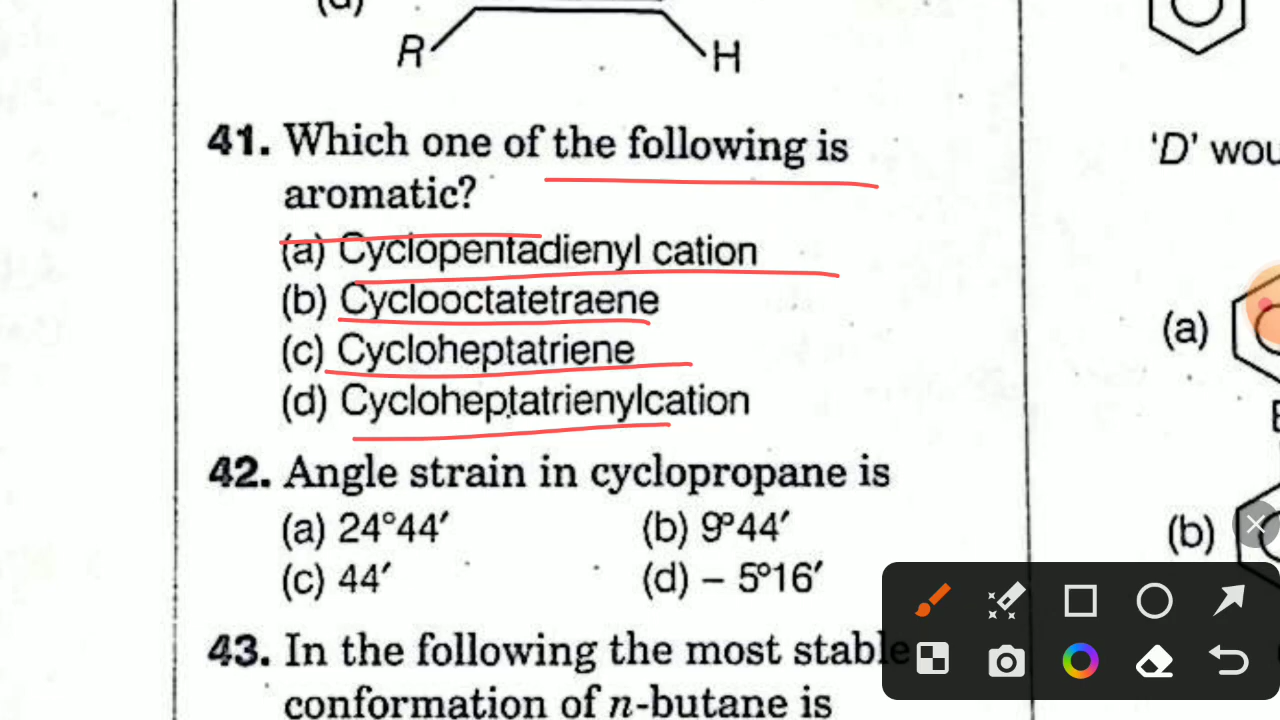 (d)
R H
41. Which one of the following is
aromatic?
(a) Cyclopentadienyl cation
(b) Cyclooctatetraene
(c) Cycloheptatriene
(d) Cycloheptatrienylcation
42. Angle strain in cyclopropane is
(a) 24°44′ (b) 9°44′
(c) 44′ (d) – 5°16′
43. In the following the most stable
conformation of n-butane is
'D' wou
(a)
(b)